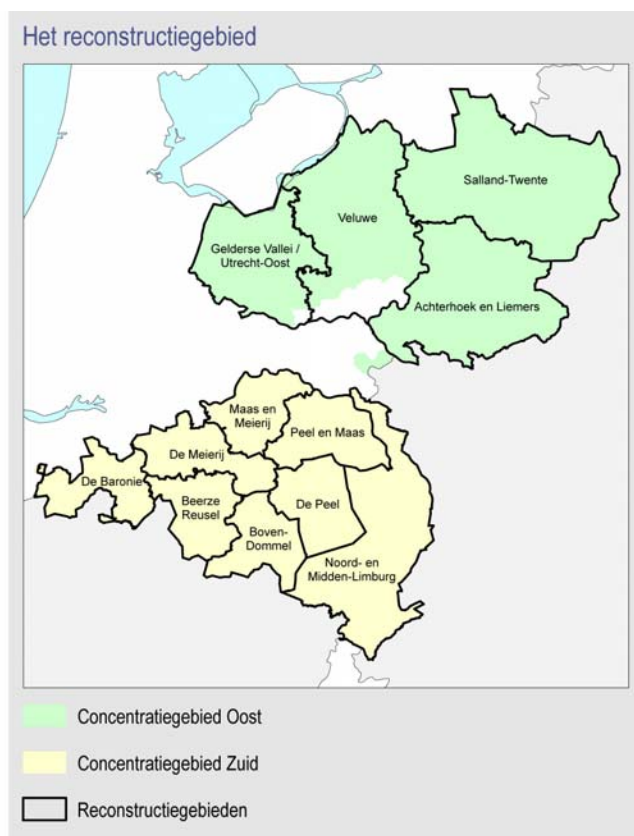 Het reconstructiegebied
Salland-Twente
Veluwe
Gelderse Vallei /
Utrecht-Oost
Achterhoek en Liemers
Maas en
Meierij
Peel en Maas
De Meierij
De Baronie
Beerze
Reusel
De Peel
Boven-
Dommel
Noord- en
Midden-Limburg
Concentratiegebied Oost
Concentratiegebied Zuid
Reconstructiegebieden